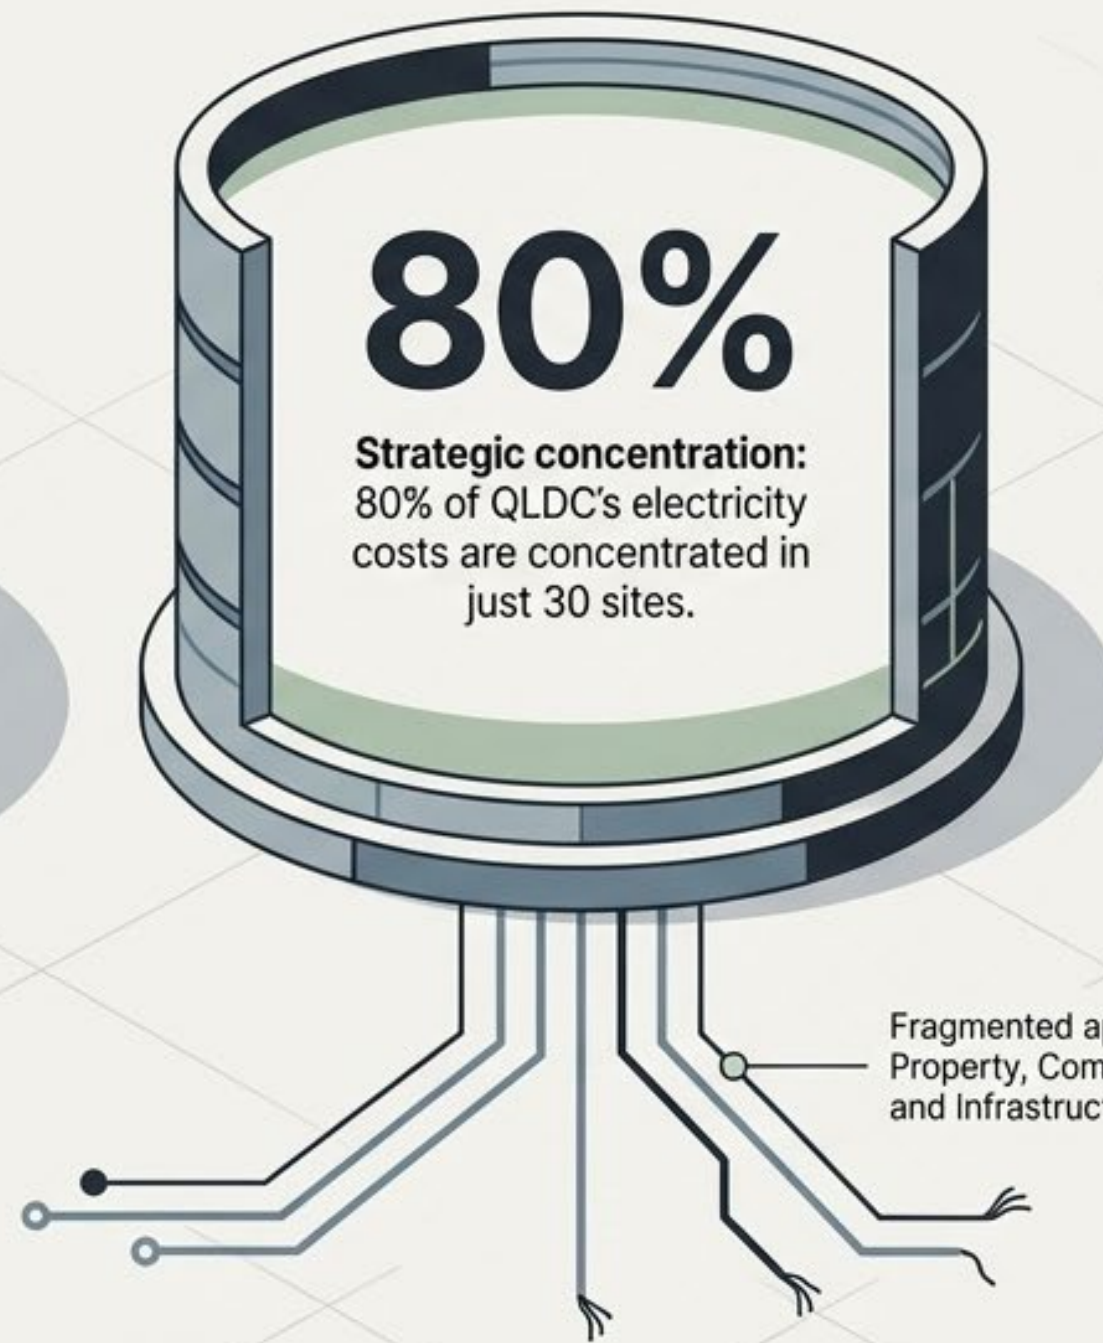 80%
Strategic concentration:
80% of QLDC's electricity
costs are concentrated in
just 30 sites.
Fragmented
Property,
and